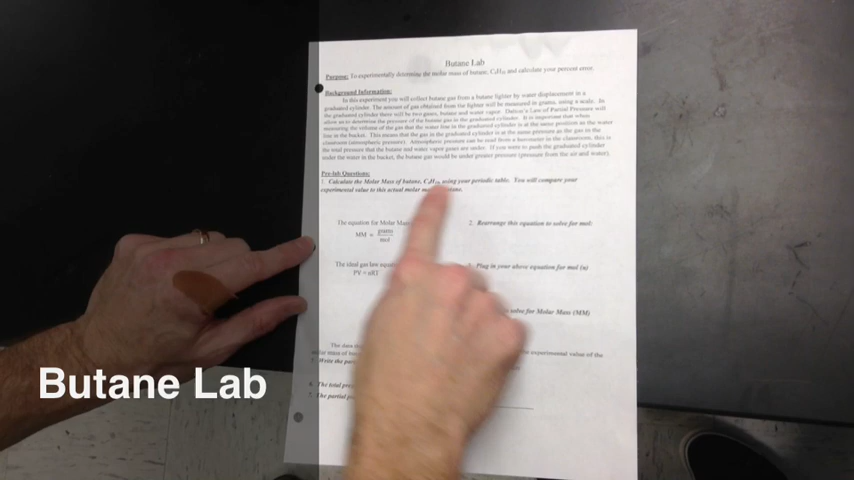 Butane Lab
Purpose: To experimentally determine the molar mass of butane, C₄H₁₀ and calculate your percent error.
Background Information:
In this experiment you will collect butane gas from a butane lighter by water displacement in a
graduated cylinder. The amount of gas obtained from the lighter will be measured in grams, using a scale. In
the graduated cylinder there will be two gases, butane and water vapor. Dalton's Law of Partial Pressure will
allow us to determine the pressure of the butane gas in the graduated cylinder. It is important that when
measuring the volume of the gas that the water line in the graduated cylinder is at the same position as the water
line in the bucket. This means that the gas in the graduated cylinder is at the same pressure as the gas in the
classroom (atmospheric pressure). Atmospheric pressure can be read from a barometer in the classroom, this is
the total pressure that the butane and water vapor gases are under. If you were to push the graduated cylinder
under the water in the bucket, the butane gas would be under greater pressure (pressure from the air and water).
Pre-lab Questions:
1. Calculate the Molar Mass of butane, C₄H₁₀ using your periodic table. You will compare your
experimental value to this actual molar
The equation for Molar Mass
2. Rearrange this equation to solve for mol:
MM = grams
mol
The ideal gas law
Plug in your above equation for mol (n)
PV = nRT
solve for Molar Mass (MM)
The data
the experimental value of the
molar mass of
Write the
6. The total
7. The partial
Butane Lab